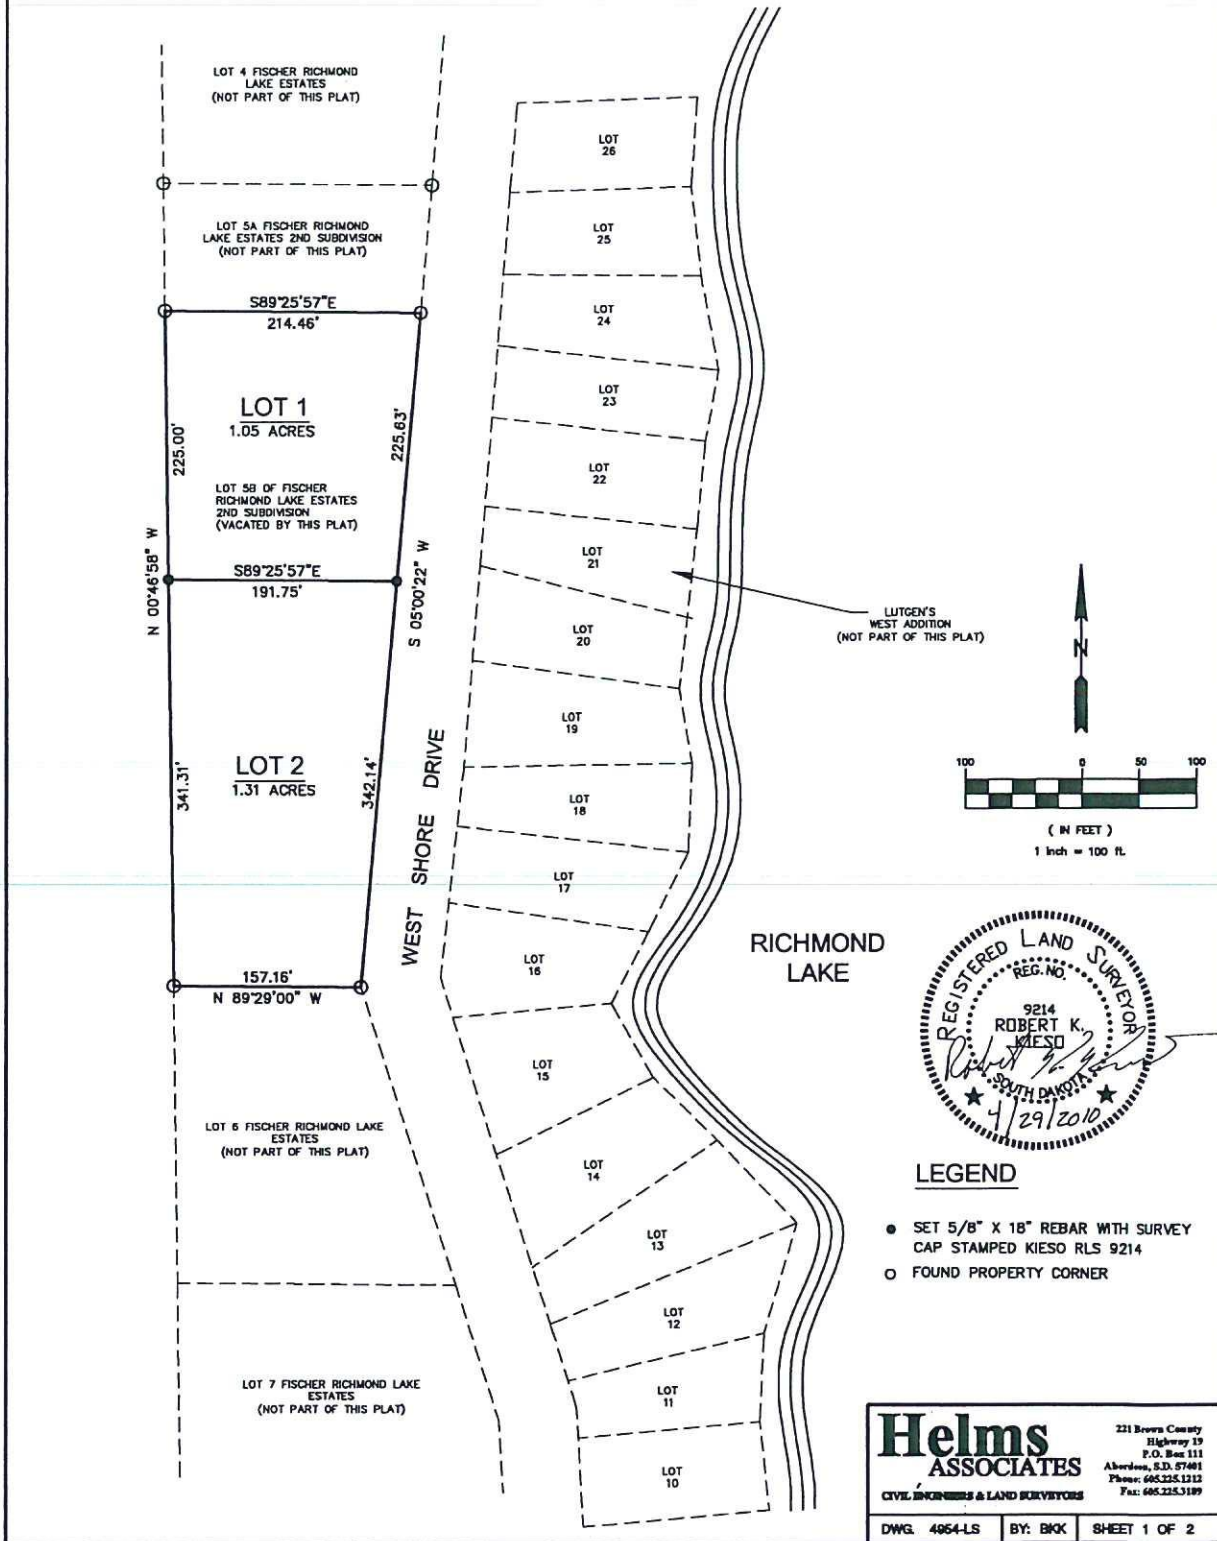 LOT 4 FISCHER RICHMOND
LAKE ESTATES
(NOT PART OF THIS PLAT)
LOT 5A FISCHER RICHMOND
LAKE ESTATES 2ND SUBDIVISION
(NOT PART OF THIS PLAT)
S89°25'57"E
214.46'
LOT 1
1.05 ACRES
225.00'
225.63'
LOT 5B OF FISCHER
RICHMOND LAKE ESTATES
2ND SUBDIVISION
(VACATED BY THIS PLAT)
N 00°46'58" W
S89°25'57"E
191.75'
S 05°00'22" W
LOT 2
1.31 ACRES
341.31'
342.14'
WEST SHORE DRIVE
157.16'
N 89°29'00" W
LOT 6 FISCHER RICHMOND LAKE
ESTATES
(NOT PART OF THIS PLAT)
LOT 7 FISCHER RICHMOND LAKE
ESTATES
(NOT PART OF THIS PLAT)
LOT
26
LOT
25
LOT
24
LOT
23
LOT
22
LOT
21
LOT
20
LOT
19
LOT
18
LOT
17
LOT
16
LOT
15
LOT
14
LOT
13
LOT
12
LOT
11
LOT
10
LUTGEN'S
WEST ADDITION
(NOT PART OF THIS PLAT)
N
100 0 50 100
( IN FEET )
1 inch = 100 ft.
RICHMOND
LAKE
REGISTERED LAND SURVEYOR
REG. NO.
9214
ROBERT K.
KIESO
SOUTH DAKOTA
4/29/2010
LEGEND
SET 5/8" X 18" REBAR WITH SURVEY
CAP STAMPED KIESO RLS 9214
FOUND PROPERTY CORNER
Helms
ASSOCIATES
CIVIL ENGINEERS & LAND SURVEYORS
221 Brown County
Highway 19
P.O. Box 111
Aberdeen, S.D. 57401
Phone: 605.225.1212
Fax: 605.225.3189
DWG. 4954-LS BY: BKK SHEET 1 OF 2